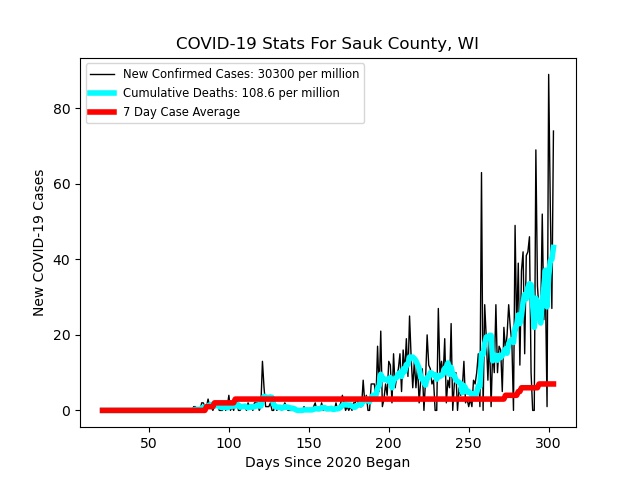 COVID-19 Stats For Sauk County, WI
New Confirmed Cases: 30300 per million
Cumulative Deaths: 108.6 per million
7 Day Case Average
80
60
40
20
0
New COVID-19 Cases
50 100 150 200 250 300
Days Since 2020 Began